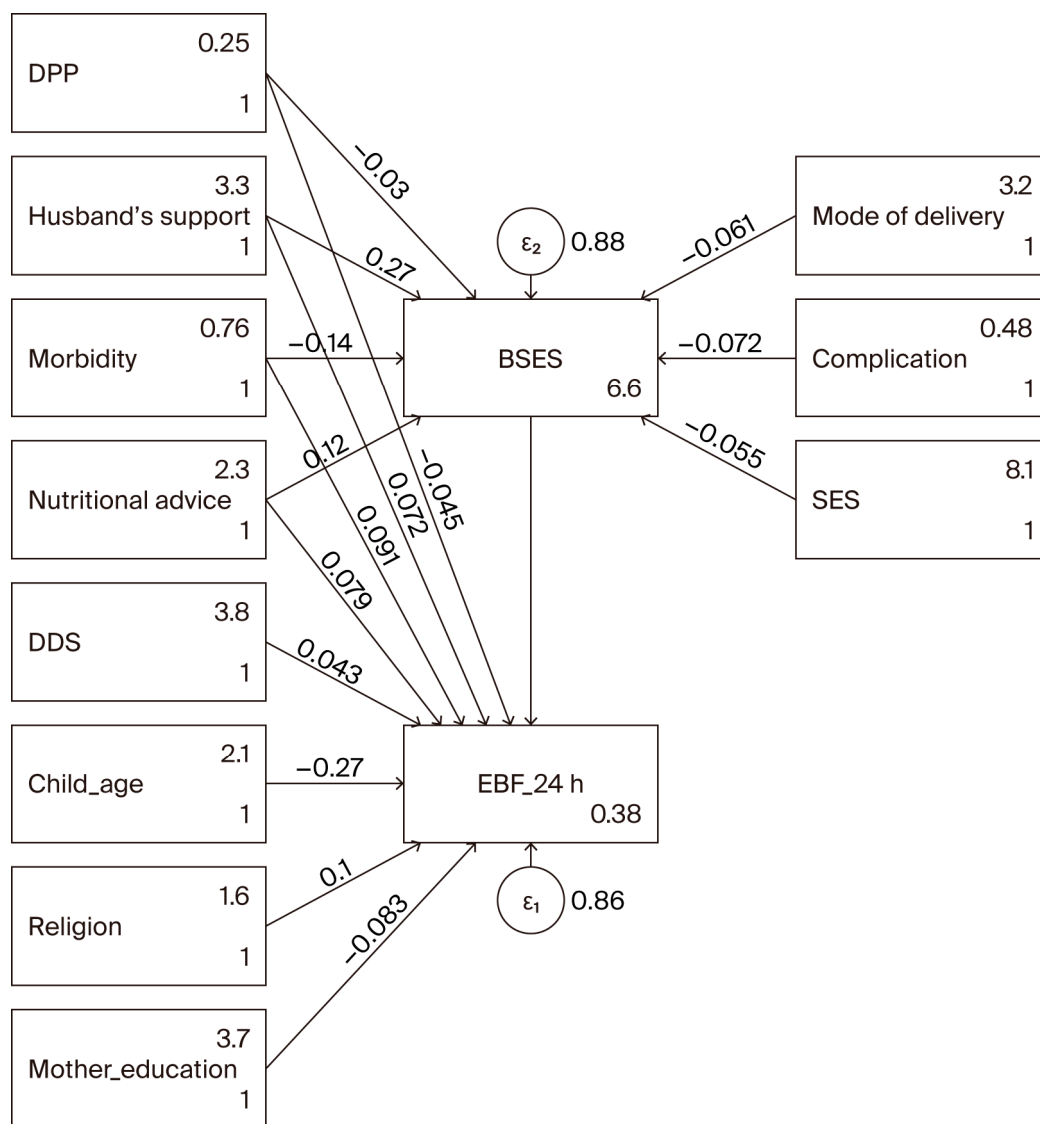 0.25
DPP
1
3.3
Husband's support
1
0.76
Morbidity
1
2.3
Nutritional advice
1
3.8
DDS
1
2.1
Child_age
1
1.6
Religion
1
3.7
Mother_education
1
−0.03
0.27
−0.14
0.12
−0.045
0.072
0.091
0.079
0.043
−0.27
0.1
−0.083
ε₂
0.88
BSES
6.6
EBF_24 h
0.38
ε₁
0.86
−0.061
−0.072
−0.055
3.2
Mode of delivery
1
0.48
Complication
1
8.1
SES
1